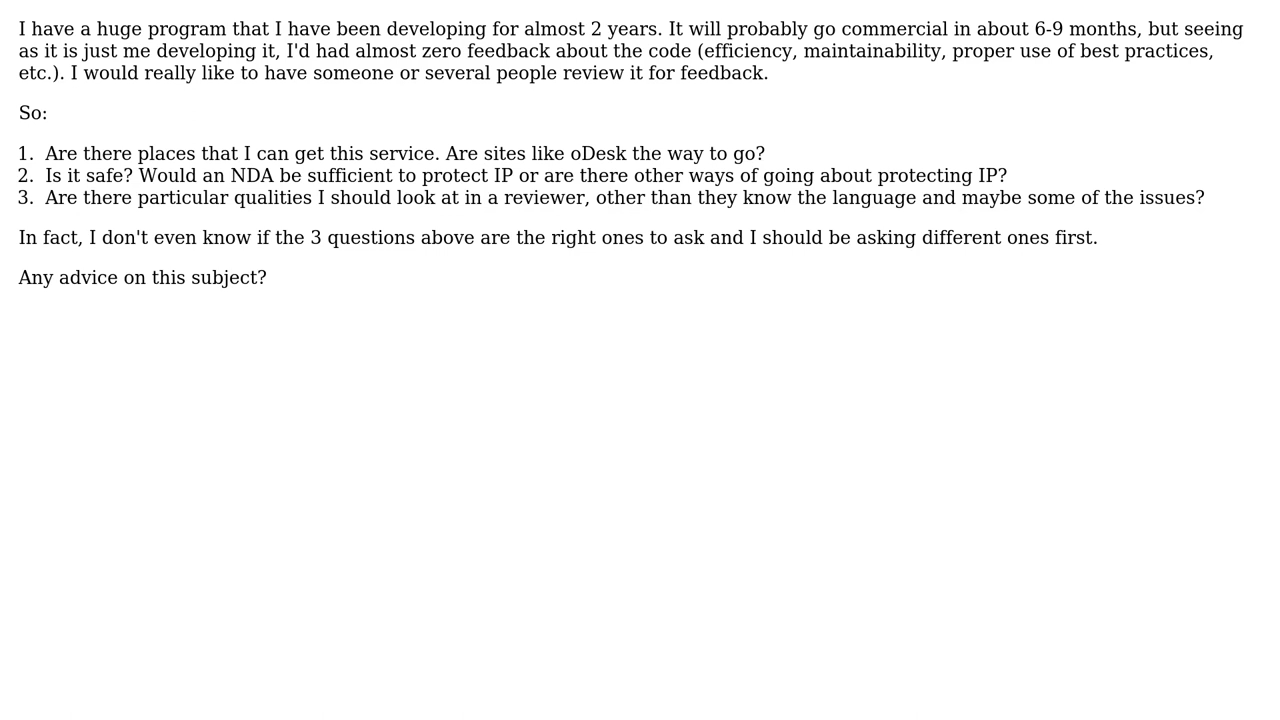 I have a huge program that I have been developing for almost 2 years. It will probably go commercial in about 6-9 months, but seeing
as it is just me developing it, I'd had almost zero feedback about the code (efficiency, maintainability, proper use of best practices,
etc.). I would really like to have someone or several people review it for feedback.
So:
1. Are there places that I can get this service. Are sites like oDesk the way to go?
2. Is it safe? Would an NDA be sufficient to protect IP or are there other ways of going about protecting IP?
3. Are there particular qualities I should look at in a reviewer, other than they know the language and maybe some of the issues?
In fact, I don't even know if the 3 questions above are the right ones to ask and I should be asking different ones first.
Any advice on this subject?